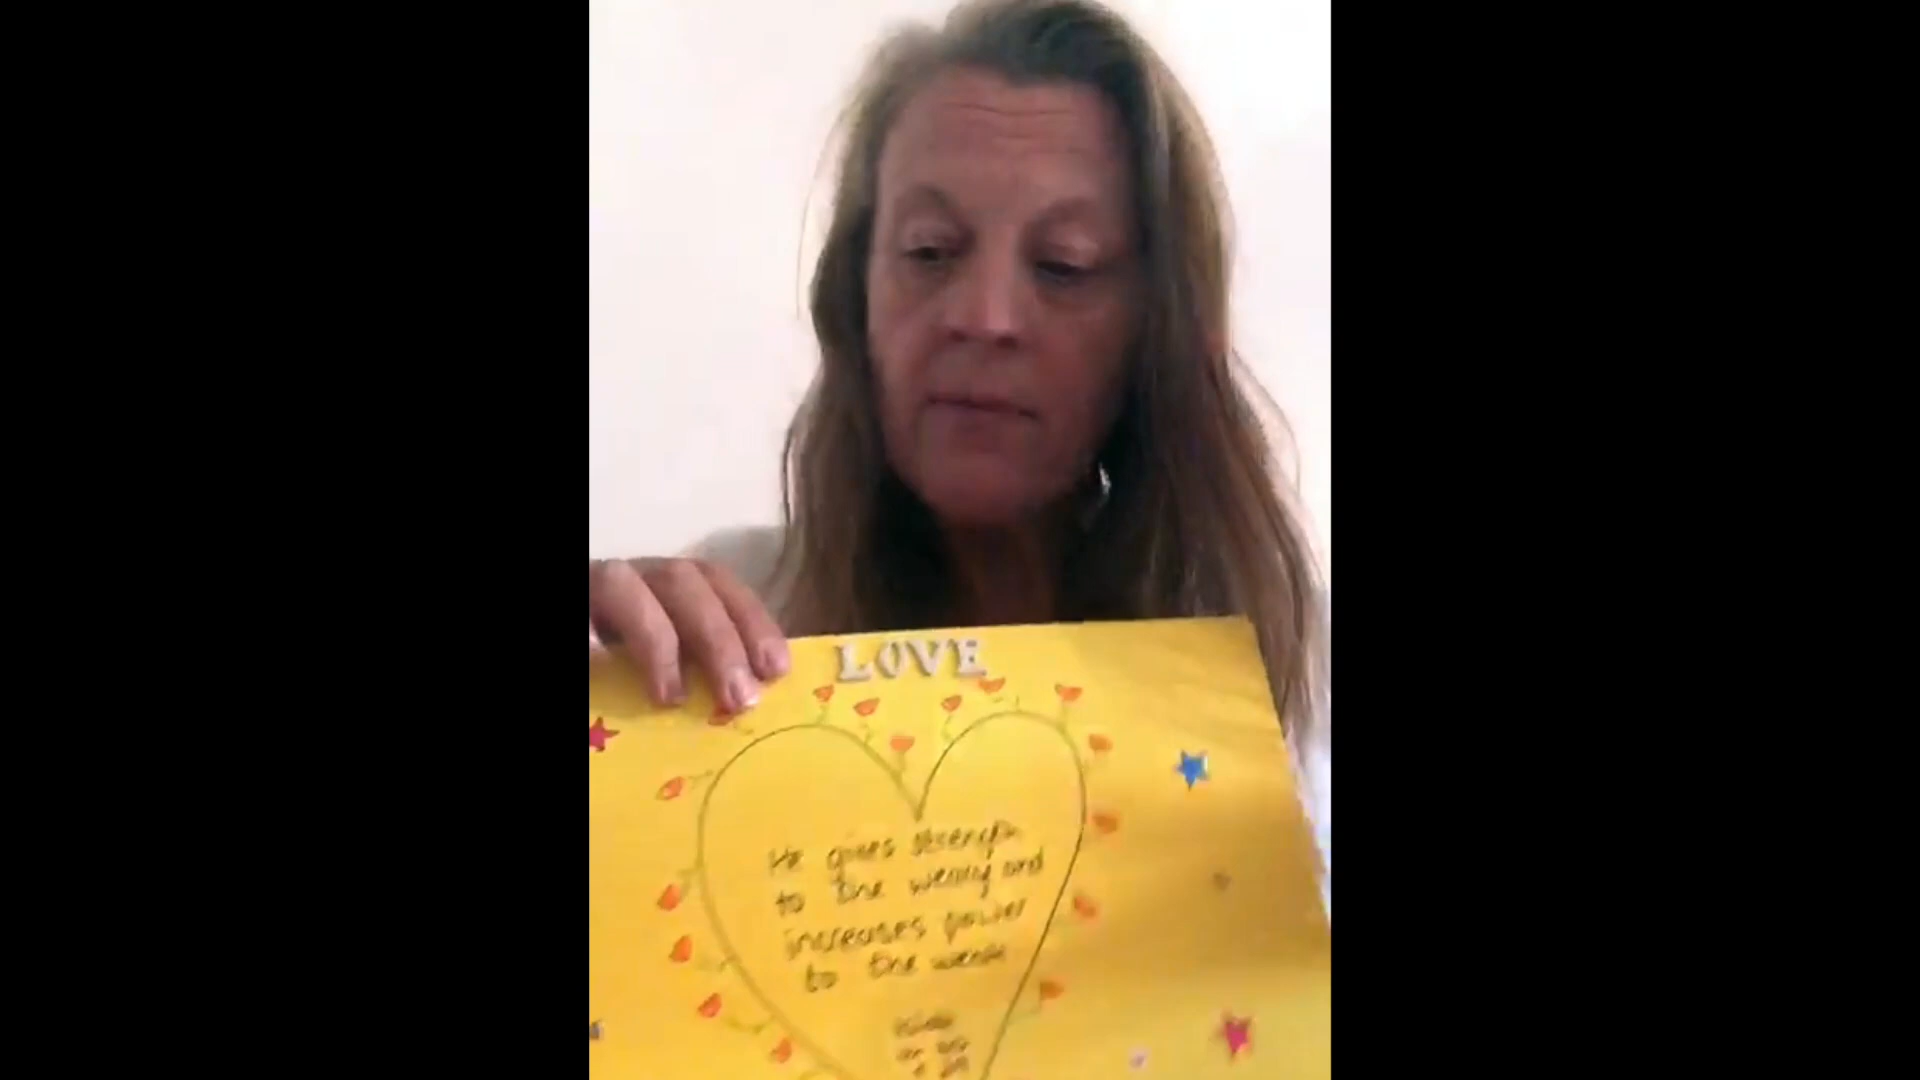 LOVE
He gives strength
to the weary and
increases power
to the weak